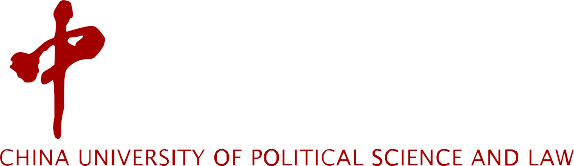 中
CHINA UNIVERSITY OF POLITICAL SCIENCE AND LAW